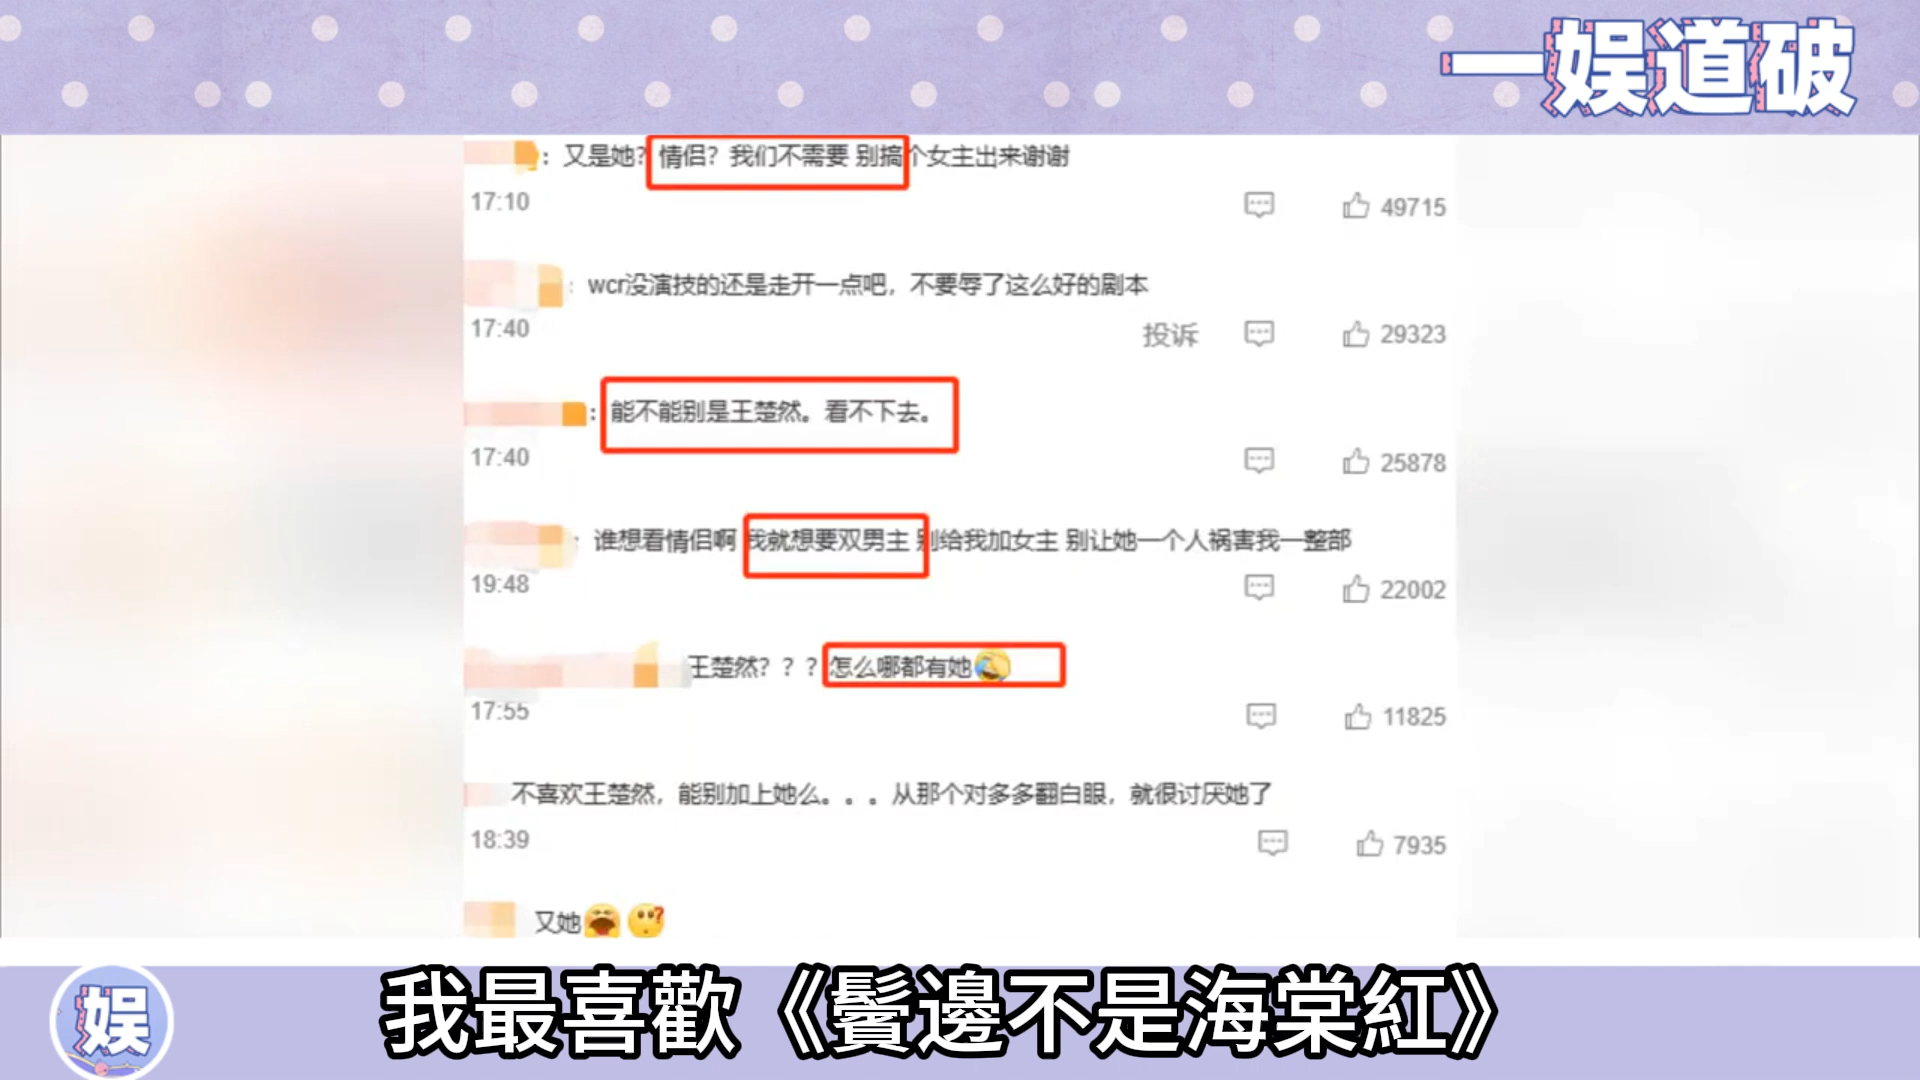 一娱道破
：又是她？情侣？我们不需要 别搞个女主出来谢谢
17:10 49715
：wcr没演技的还是走开一点吧，不要辱了这么好的剧本
17:40 投诉 29323
：能不能别是王楚然。看不下去。
17:40 25878
：谁想看情侣啊 我就想要双男主 别给我加女主 别让她一个人祸害我一整部
19:48 22002
王楚然？？？怎么哪都有她
17:55 11825
不喜欢王楚然，能别加上她么。。。从那个对多多翻白眼，就很讨厌她了
18:39 7935
又她
娱
我最喜歡《鬢邊不是海棠紅》